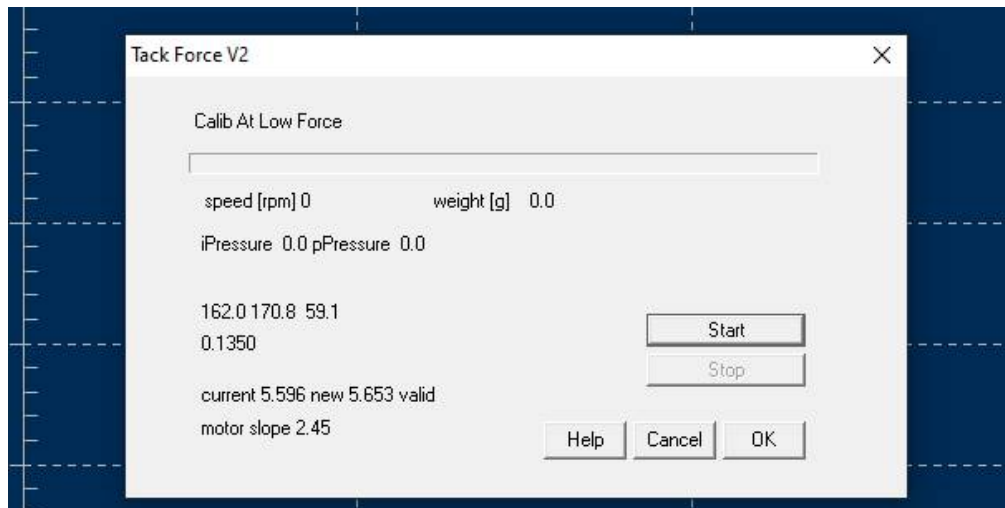 Tack Force V2
Calib At Low Force
speed [rpm] 0 weight [g] 0.0
iPressure 0.0 pPressure 0.0
162.0 170.8 59.1
0.1350
Start
Stop
current 5.596 new 5.653 valid
motor slope 2.45
Help Cancel OK